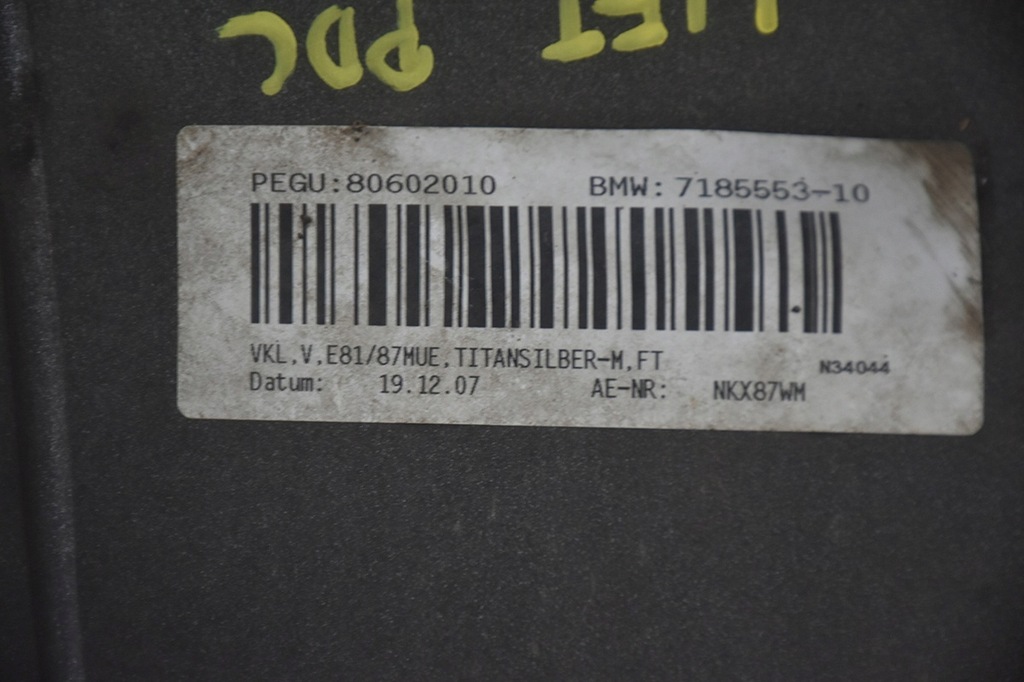 PDC
PEGU:80602010 BMW: 7185553-10
VKL,V,E81/87MUE,TITANSILBER-M,FT N34044
Datum: 19.12.07 AE-NR: NKX87WM